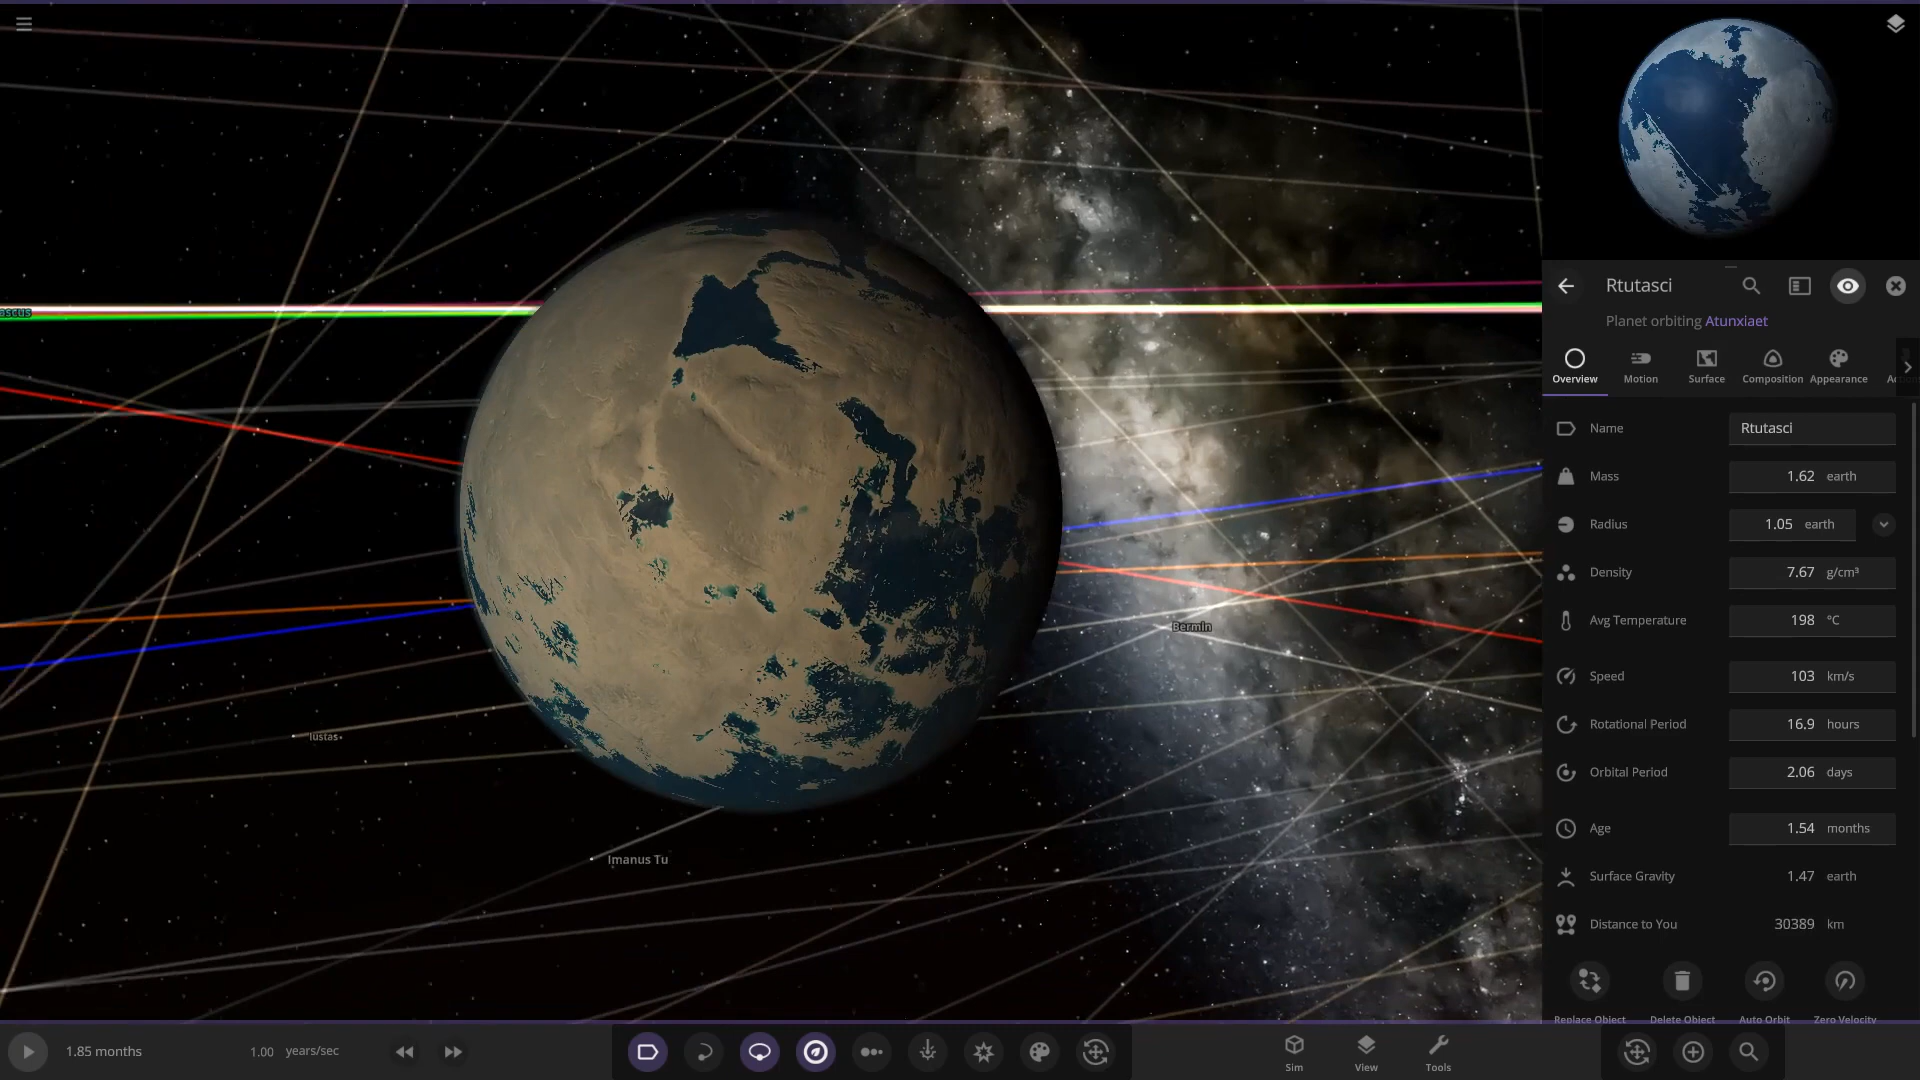 ascus
Iustas
Imanus Tu
Bermin
Rtutasci
Planet orbiting Atunxiaet
Overview Motion Surface Composition Appearance
Name Rtutasci
Mass 1.62 earth
Radius 1.05 earth
Density 7.67 g/cm³
Avg Temperature 198 °C
Speed 103 km/s
Rotational Period 16.9 hours
Orbital Period 2.06 days
Age 1.54 months
Surface Gravity 1.47 earth
Distance to You 30389 km
Replace Object Delete Object Auto Orbit Zero Velocity
1.85 months 1.00 years/sec
Sim View Tools